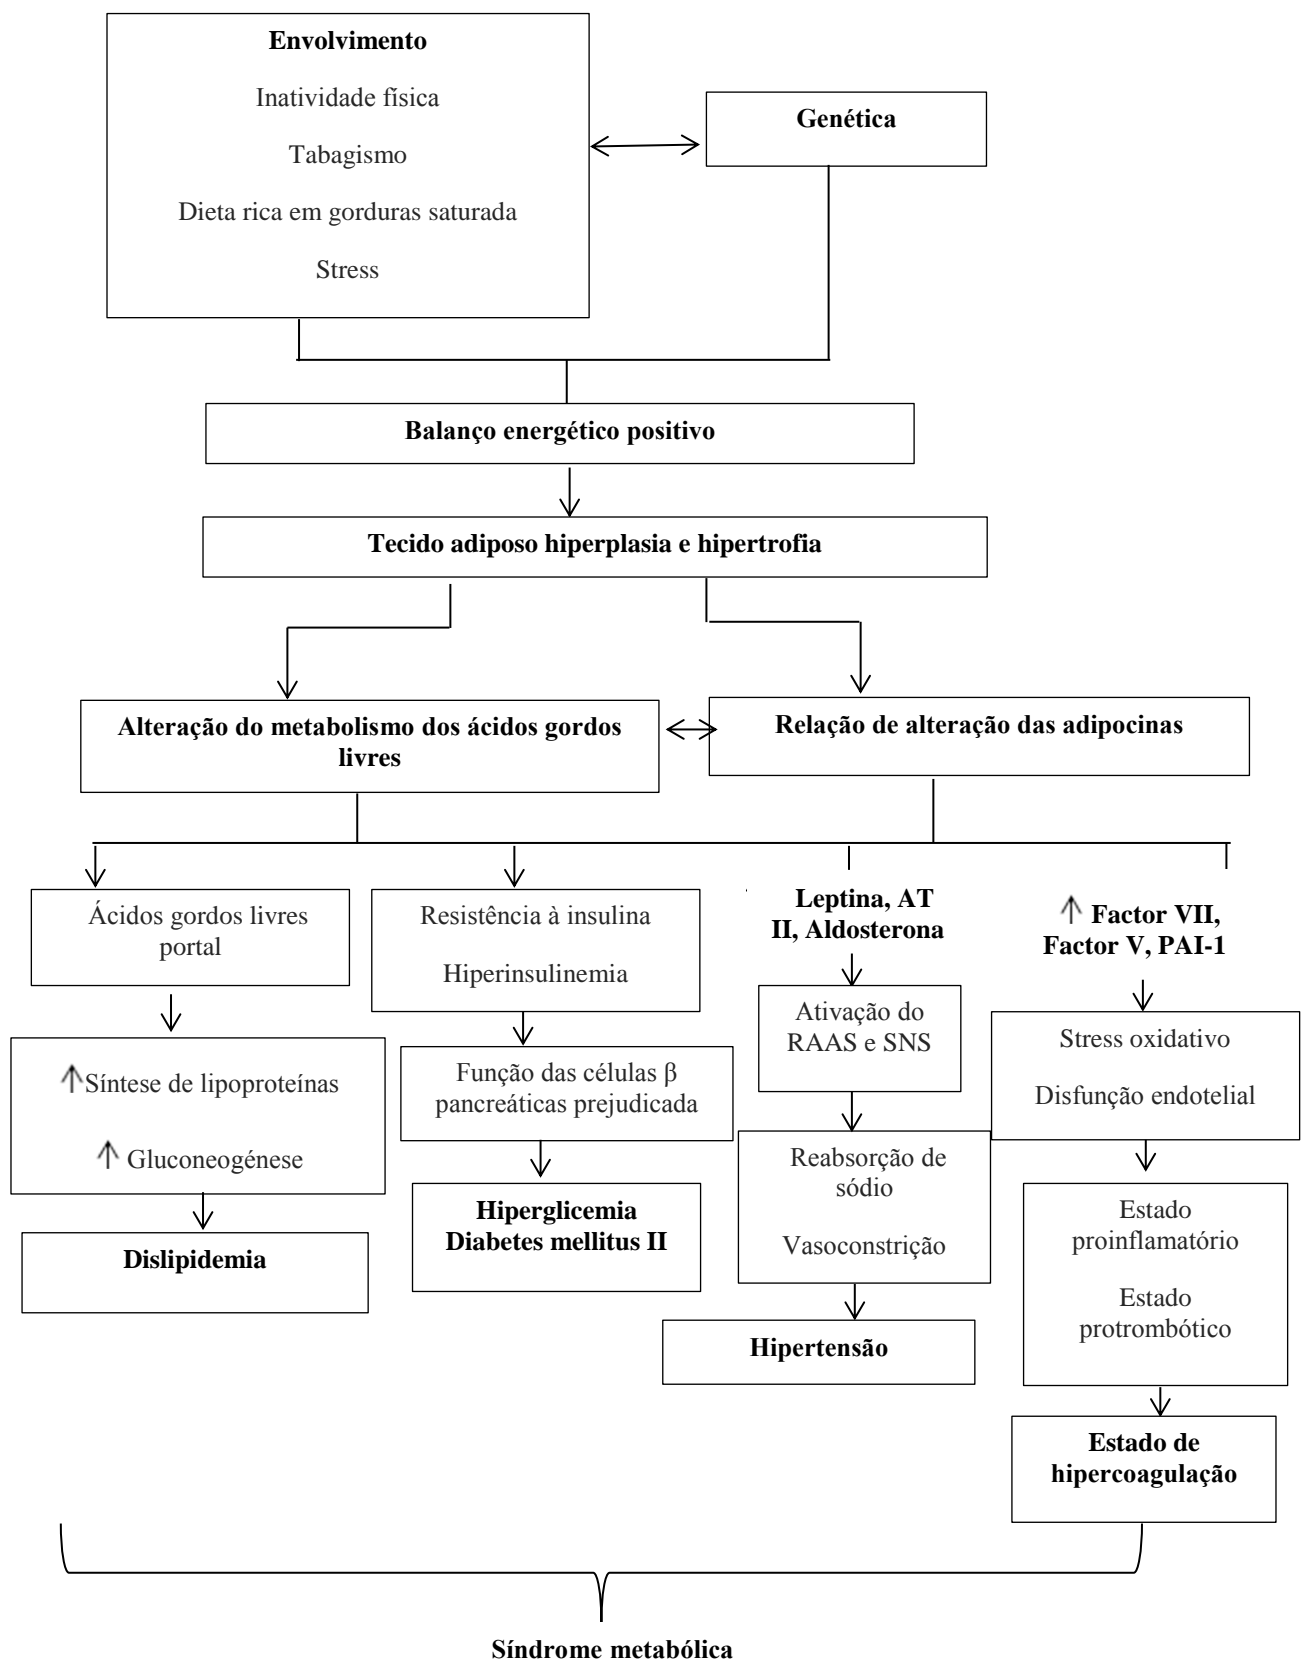 Envolvimento
Inatividade física
Tabagismo
Dieta rica em gorduras saturada
Stress
Genética
Balanço energético positivo
Tecido adiposo hiperplasia e hipertrofia
Alteração do metabolismo dos ácidos gordos
livres
Relação de alteração das adipocinas
Ácidos gordos livres
portal
↑Síntese de lipoproteínas
↑ Gluconeogénese
Dislipidemia
Resistência à insulina
Hiperinsulinemia
Função das células β
pancreáticas prejudicada
Hiperglicemia
Diabetes mellitus II
Leptina, AT
II, Aldosterona
Ativação do
RAAS e SNS
Reabsorção de
sódio
Vasoconstrição
Hipertensão
↑ Factor VII,
Factor V, PAI-1
Stress oxidativo
Disfunção endotelial
Estado
proinflamatório
Estado
protrombótico
Estado de
hipercoagulação
Síndrome metabólica